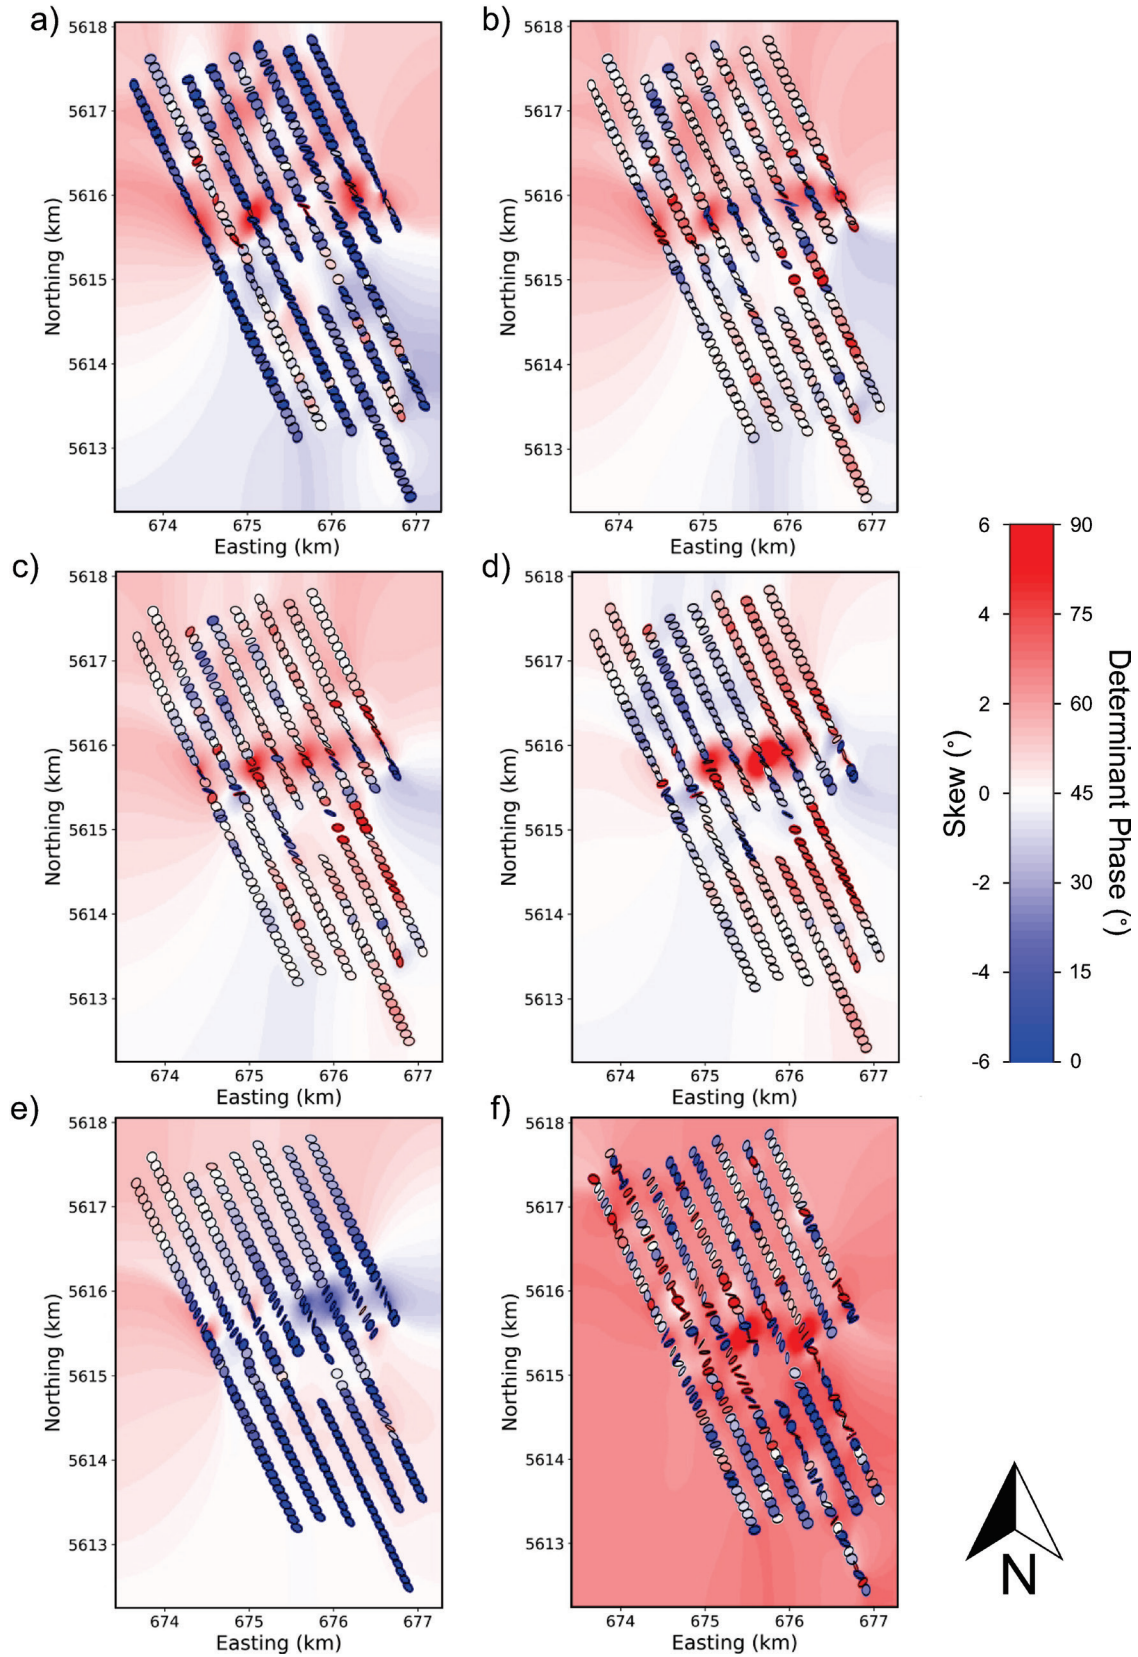 a)
5618
5617
5616
5615
5614
5613
Northing (km)
674 675 676 677
Easting (km)
b)
5618
5617
5616
5615
5614
5613
Northing (km)
674 675 676 677
Easting (km)
c)
5618
5617
5616
5615
5614
5613
Northing (km)
674 675 676 677
Easting (km)
d)
5618
5617
5616
5615
5614
5613
Northing (km)
674 675 676 677
Easting (km)
6 90
4 75
2 60
0 45
-2 30
-4 15
-6 0
Skew (°)
Determinant Phase (°)
e)
5618
5617
5616
5615
5614
5613
Northing (km)
674 675 676 677
Easting (km)
f)
5618
5617
5616
5615
5614
5613
Northing (km)
674 675 676 677
Easting (km)
N